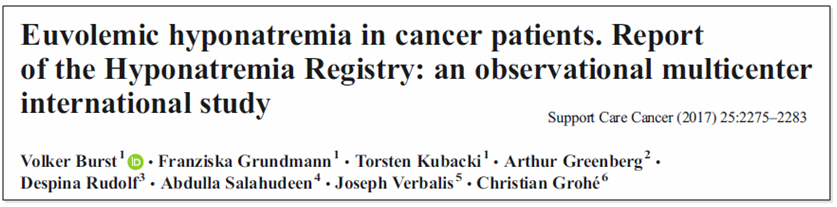 Euvolemic hyponatremia in cancer patients. Report
of the Hyponatremia Registry: an observational multicenter
international study
Support Care Cancer (2017) 25:2275–2283
Volker Burst¹ iD · Franziska Grundmann¹ · Torsten Kubacki¹ · Arthur Greenberg² ·
Despina Rudolf³ · Abdulla Salahudeen⁴ · Joseph Verbalis⁵ · Christian Grohé⁶